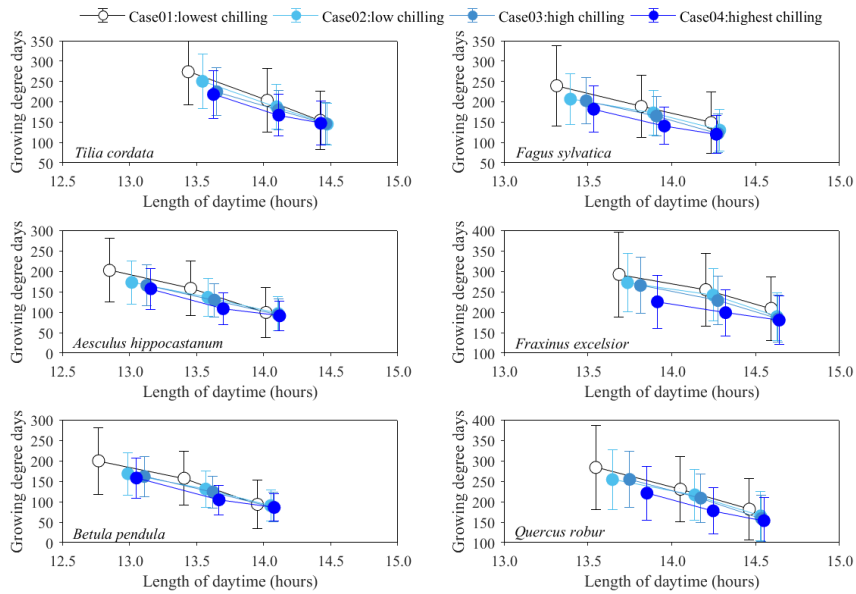 Case01:lowest chilling Case02:low chilling Case03:high chilling Case04:highest chilling
Growing degree days
350
300
250
200
150
100
50
Tilia cordata
12.5 13.0 13.5 14.0 14.5 15.0
Length of daytime (hours)
Growing degree days
350
300
250
200
150
100
50
Fagus sylvatica
13.0 13.5 14.0 14.5 15.0
Length of daytime (hours)
Growing degree days
300
250
200
150
100
50
0
Aesculus hippocastanum
12.5 13.0 13.5 14.0 14.5 15.0
Length of daytime (hours)
Growing degree days
400
350
300
250
200
150
100
Fraxinus excelsior
13.0 13.5 14.0 14.5 15.0
Length of daytime (hours)
Growing degree days
300
250
200
150
100
50
0
Betula pendula
12.5 13.0 13.5 14.0 14.5 15.0
Length of daytime (hours)
Growing degree days
400
350
300
250
200
150
100
Quercus robur
13.0 13.5 14.0 14.5 15.0
Length of daytime (hours)